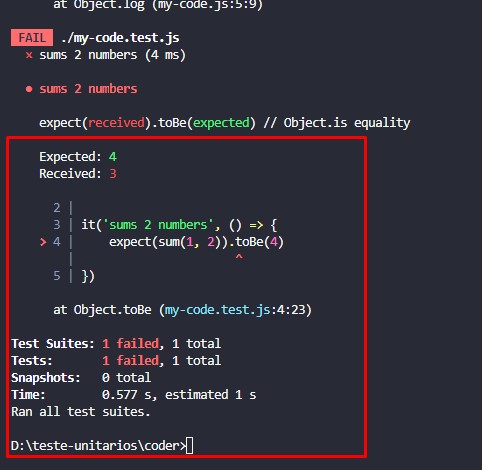 at Object.log (my-code.js:5:9)
FAIL ./my-code.test.js
× sums 2 numbers (4 ms)
● sums 2 numbers
expect(received).toBe(expected) // Object.is equality
Expected: 4
Received: 3
2 |
3 | it('sums 2 numbers', () => {
> 4 |     expect(sum(1, 2)).toBe(4)
|                       ^
5 | })
at Object.toBe (my-code.test.js:4:23)
Test Suites: 1 failed, 1 total
Tests:       1 failed, 1 total
Snapshots:   0 total
Time:        0.577 s, estimated 1 s
Ran all test suites.
D:\teste-unitarios\coder>